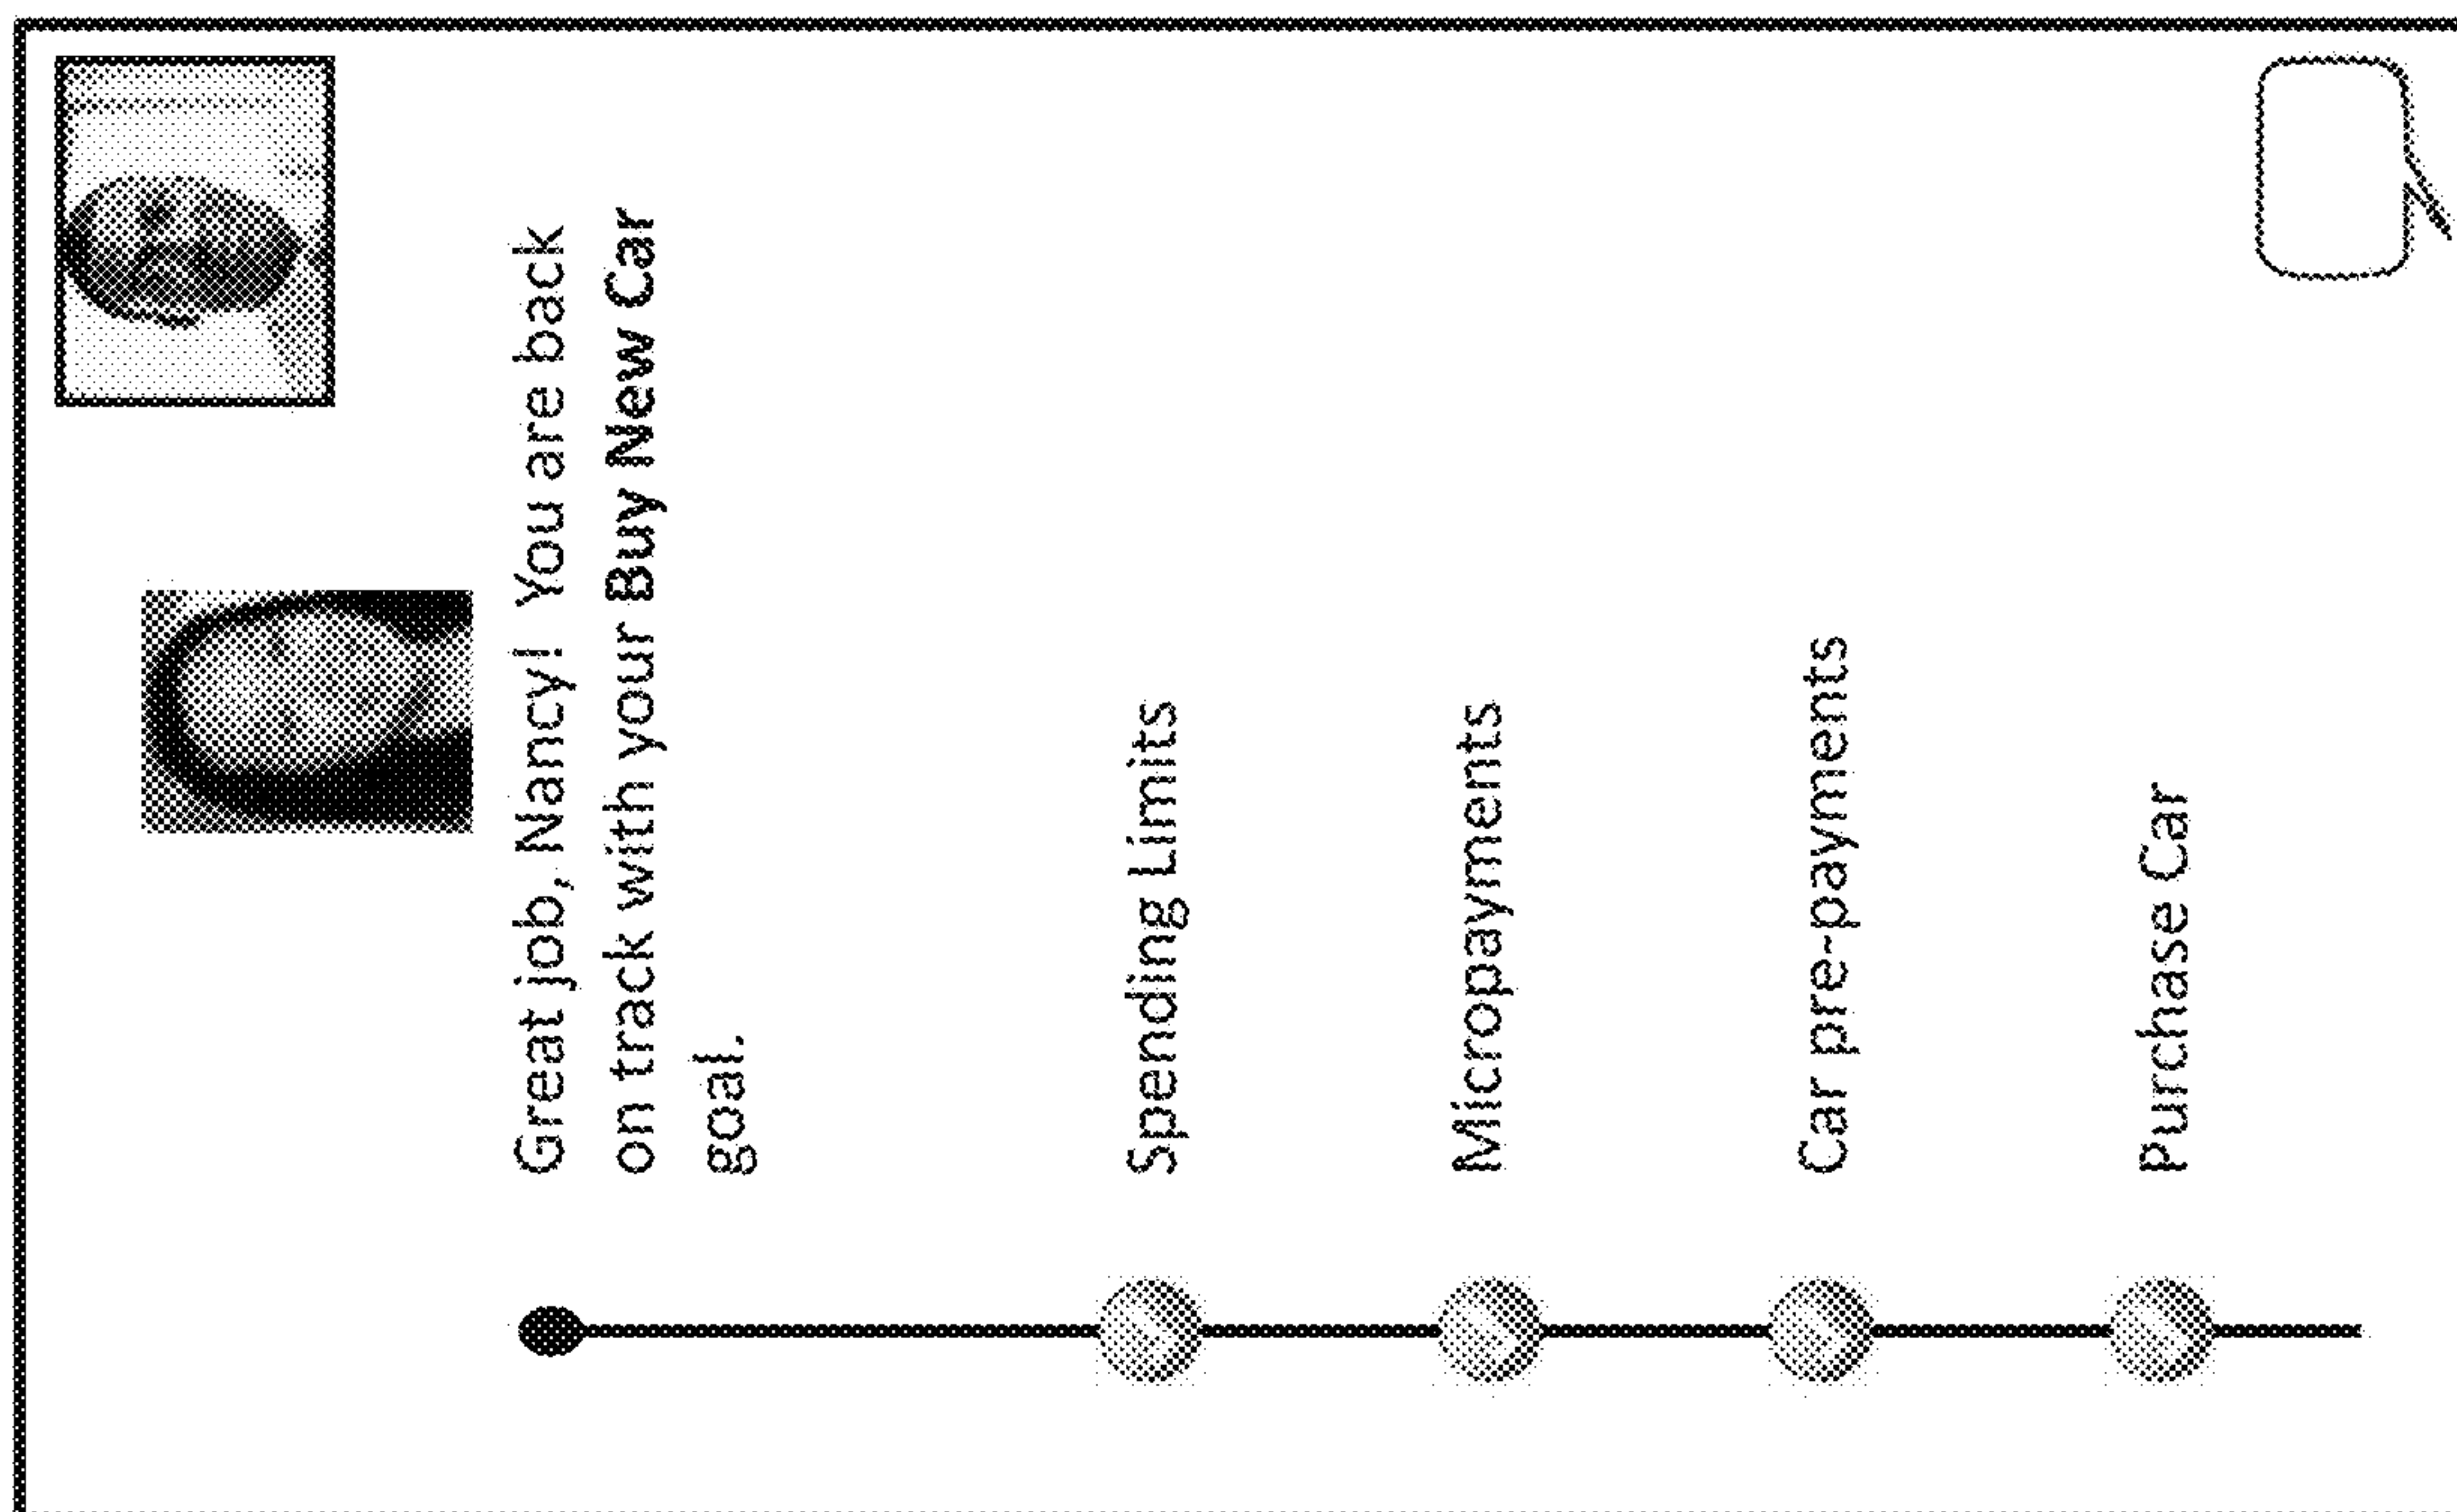 Great job, Nancy! You are back
on track with your Buy New Car
goal.
Spending Limits
Micropayments
Car pre-payments
Purchase Car